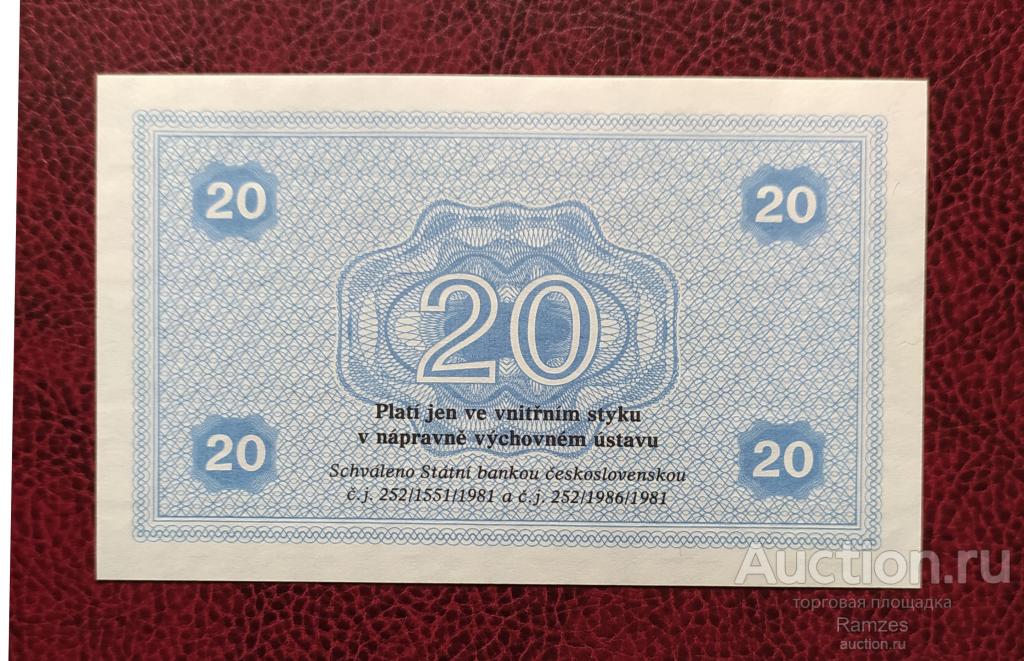 20
20
20
Platí jen ve vnitřním styku
v nápravně výchovném ústavu
20
20
Schváleno Státní bankou československou
č.j. 252/1551/1981 a č.j. 252/1986/1981
Auction.ru
торговая площадка
Ramzes
auction.ru